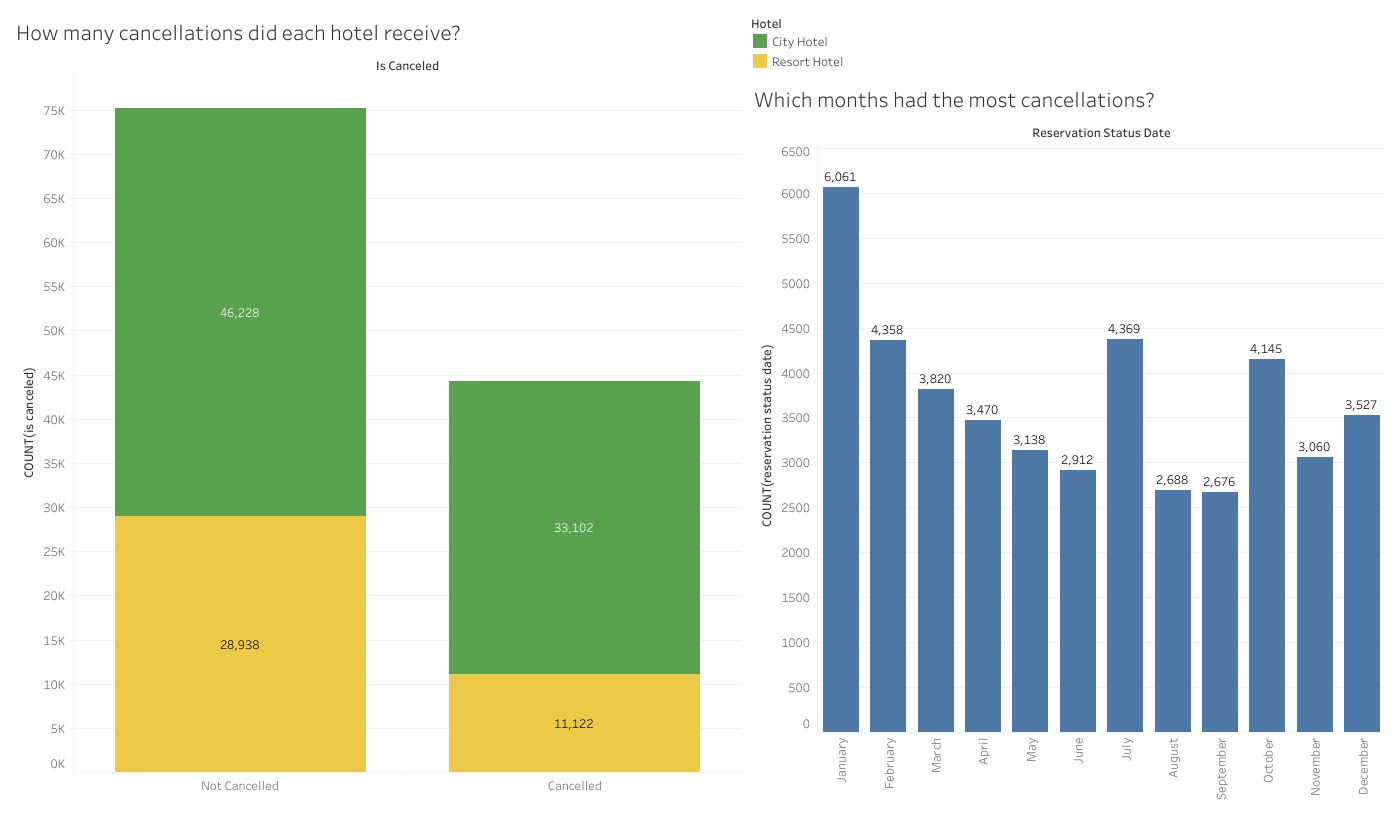 How many cancellations did each hotel receive?
Is Canceled
COUNT(is canceled)
75K
70K
65K
60K
55K
50K
45K
40K
35K
30K
25K
20K
15K
10K
5K
0K
46,228
28,938
33,102
11,122
Not Cancelled
Cancelled
Hotel
City Hotel
Resort Hotel
Which months had the most cancellations?
Reservation Status Date
COUNT(reservation status date)
6500
6000
5500
5000
4500
4000
3500
3000
2500
2000
1500
1000
500
0
6,061
4,358
3,820
3,470
3,138
2,912
4,369
2,688
2,676
4,145
3,060
3,527
January
February
March
April
May
June
July
August
September
October
November
December